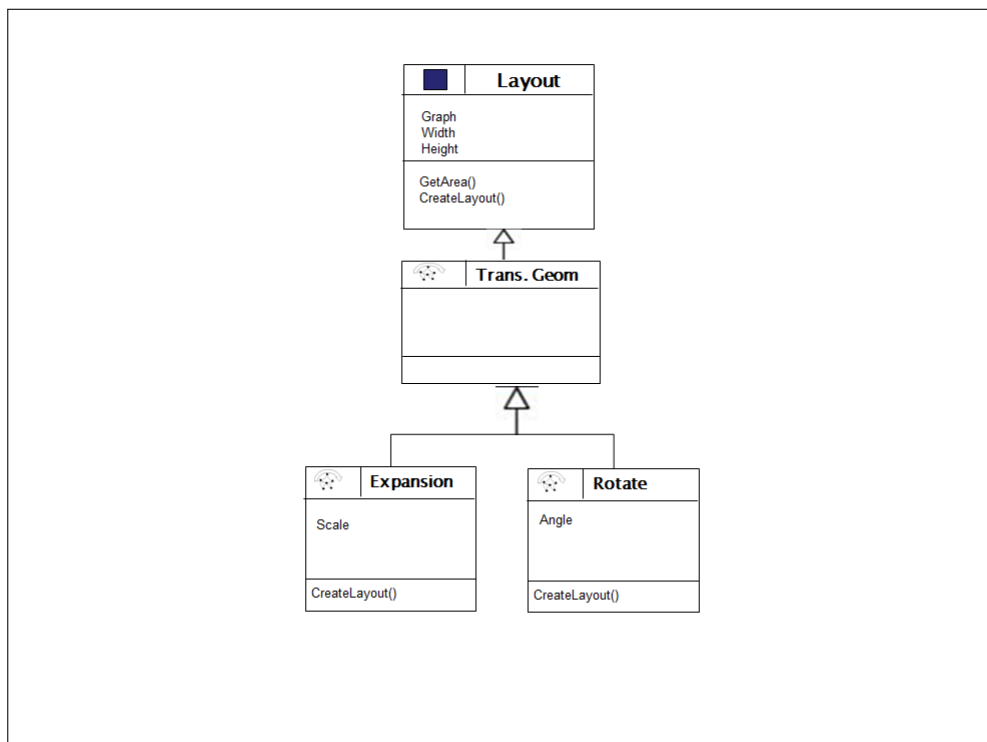 Layout
Graph
Width
Height
GetArea()
CreateLayout()
Trans. Geom
Expansion
Scale
CreateLayout()
Rotate
Angle
CreateLayout()